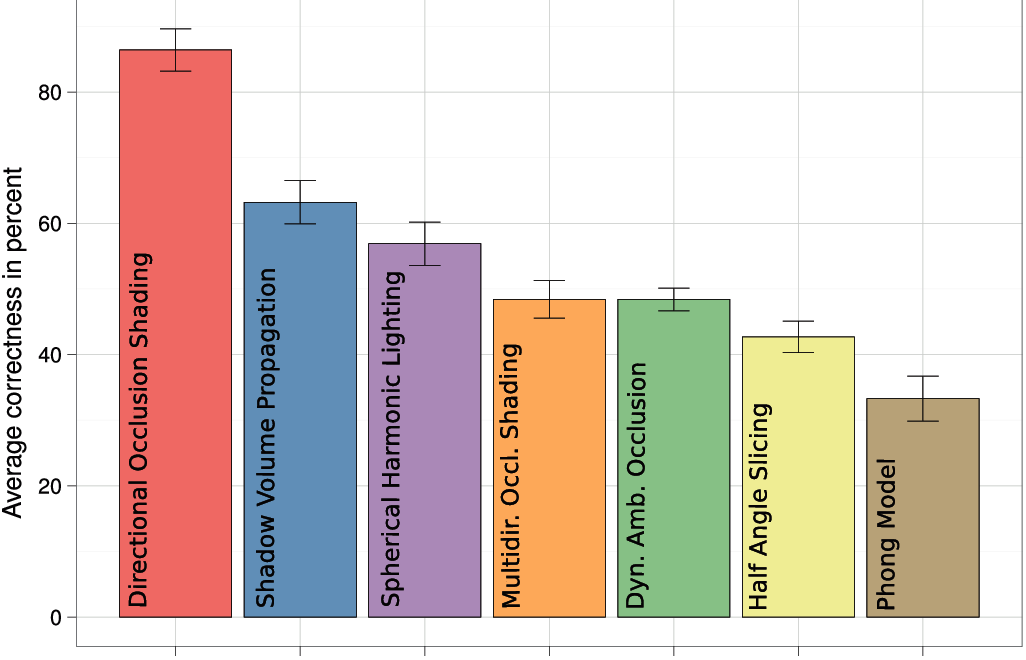 Average correctness in percent
80
60
40
20
0
Directional Occlusion Shading
Shadow Volume Propagation
Spherical Harmonic Lighting
Multidir. Occl. Shading
Dyn. Amb. Occlusion
Half Angle Slicing
Phong Model